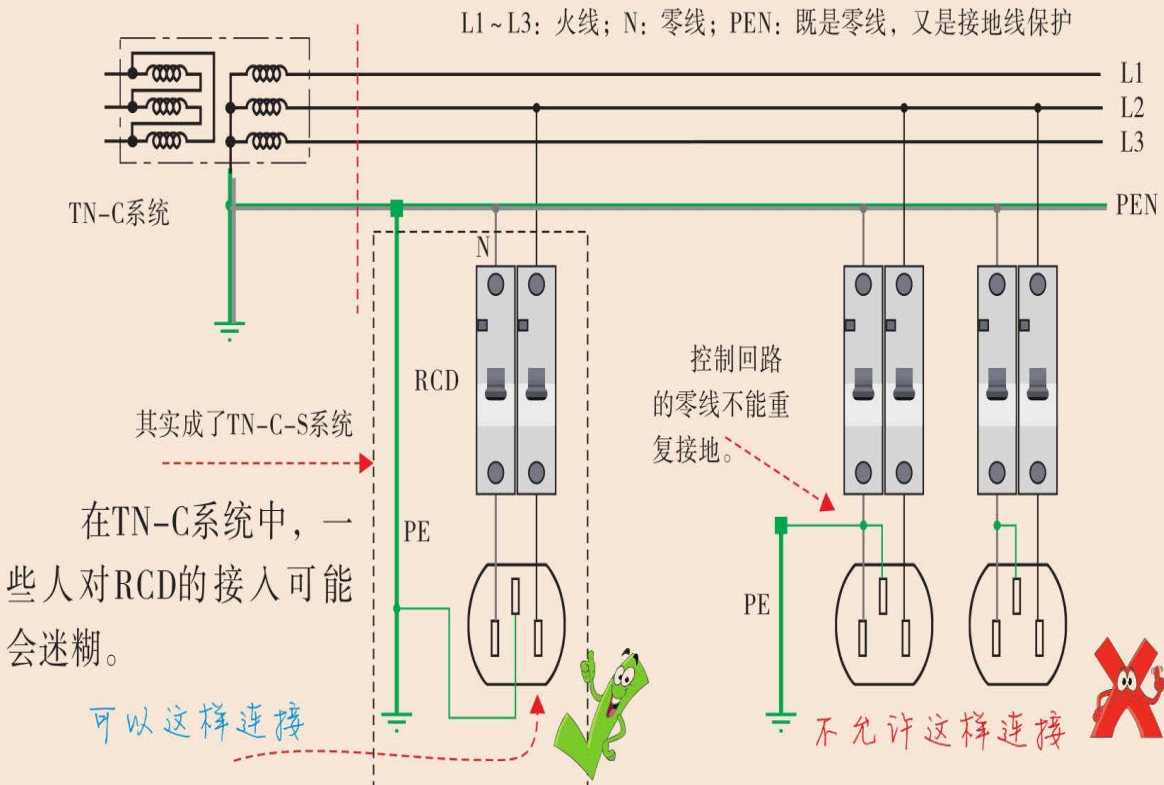 L1～L3：火线；N：零线；PEN：既是零线，又是接地线保护
L1
L2
L3
TN-C系统
PEN
N
RCD
控制回路
的零线不能重
复接地。
其实成了TN-C-S系统
在TN-C系统中，一
些人对RCD的接入可能
会迷糊。
PE
PE
可以这样连接
不允许这样连接